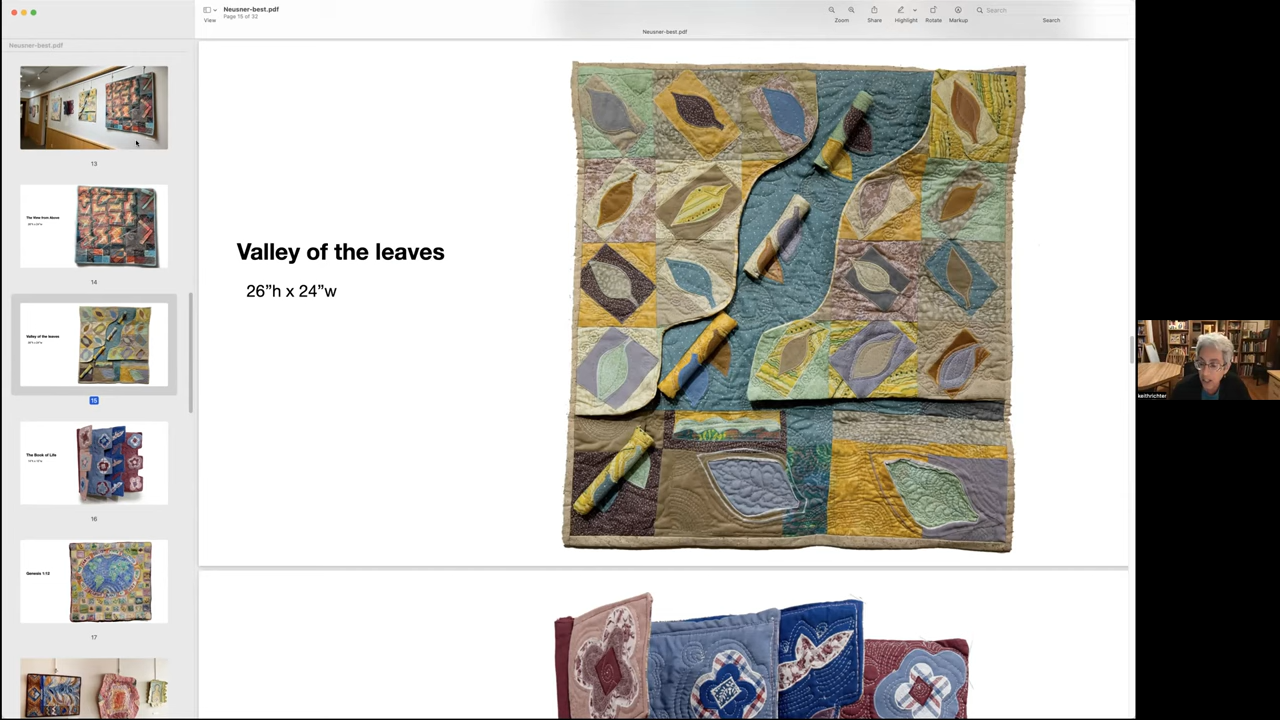 View
Neusner-best.pdf
Page 15 of 32
Zoom
Share
Highlight
Rotate
Markup
Search
Search
Neusner-best.pdf
Neusner-best.pdf
13
The View from Above
14
Valley of the leaves
15
The Book of Life
16
Genesis 1:12
17
Valley of the leaves
26”h x 24”w
keithrichter